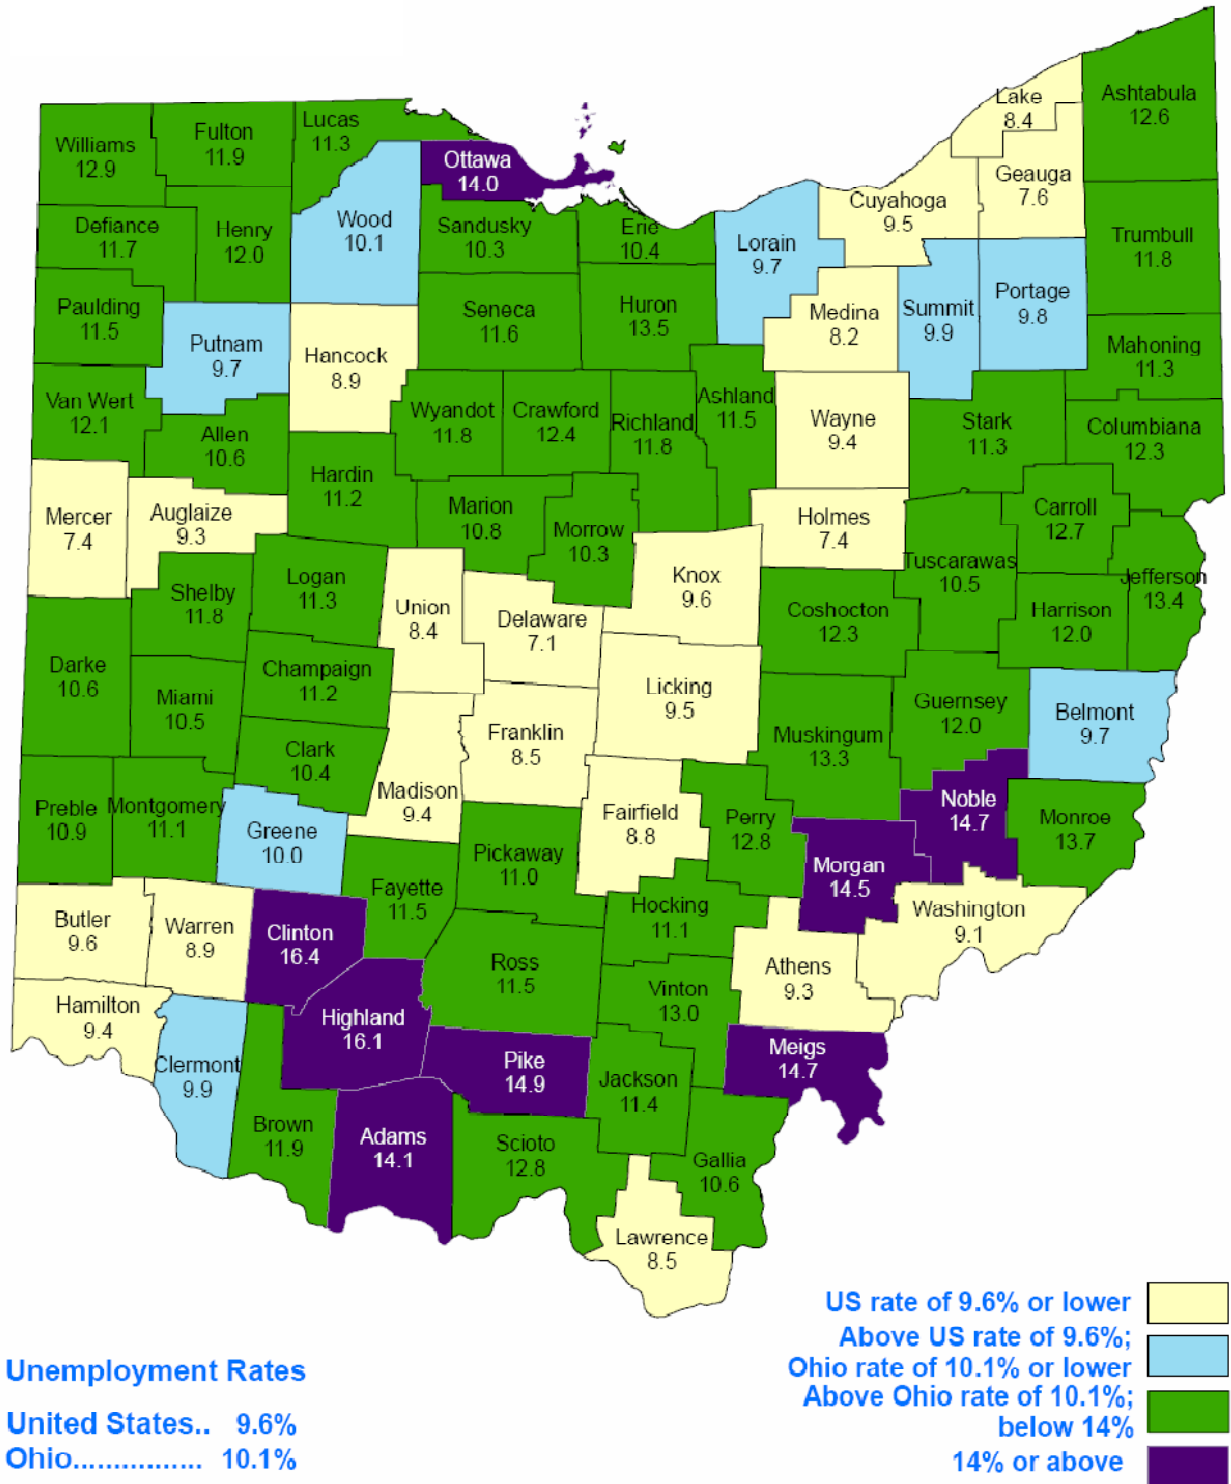 Lake
8.4
Ashtabula
12.6
Williams
12.9
Fulton
11.9
Lucas
11.3
Ottawa
14.0
Geauga
7.6
Cuyahoga
9.5
Defiance
11.7
Henry
12.0
Wood
10.1
Sandusky
10.3
Erie
10.4
Lorain
9.7
Trumbull
11.8
Paulding
11.5
Putnam
9.7
Hancock
8.9
Seneca
11.6
Huron
13.5
Medina
8.2
Summit
9.9
Portage
9.8
Mahoning
11.3
Van Wert
12.1
Allen
10.6
Wyandot
11.8
Crawford
12.4
Richland
11.8
Ashland
11.5
Wayne
9.4
Stark
11.3
Columbiana
12.3
Mercer
7.4
Auglaize
9.3
Hardin
11.2
Marion
10.8
Morrow
10.3
Holmes
7.4
Carroll
12.7
Tuscarawas
10.5
Jefferson
13.4
Shelby
11.8
Logan
11.3
Union
8.4
Delaware
7.1
Knox
9.6
Coshocton
12.3
Harrison
12.0
Darke
10.6
Miami
10.5
Champaign
11.2
Licking
9.5
Muskingum
13.3
Guernsey
12.0
Belmont
9.7
Clark
10.4
Franklin
8.5
Madison
9.4
Preble
10.9
Montgomery
11.1
Greene
10.0
Fairfield
8.8
Perry
12.8
Noble
14.7
Monroe
13.7
Pickaway
11.0
Morgan
14.5
Fayette
11.5
Hocking
11.1
Washington
9.1
Butler
9.6
Warren
8.9
Clinton
16.4
Ross
11.5
Athens
9.3
Hamilton
9.4
Highland
16.1
Vinton
13.0
Clermont
9.9
Pike
14.9
Meigs
14.7
Jackson
11.4
Brown
11.9
Adams
14.1
Scioto
12.8
Gallia
10.6
Lawrence
8.5
US rate of 9.6% or lower
Above US rate of 9.6%;
Ohio rate of 10.1% or lower
Above Ohio rate of 10.1%;
below 14%
14% or above
Unemployment Rates
United States.. 9.6%
Ohio.............. 10.1%